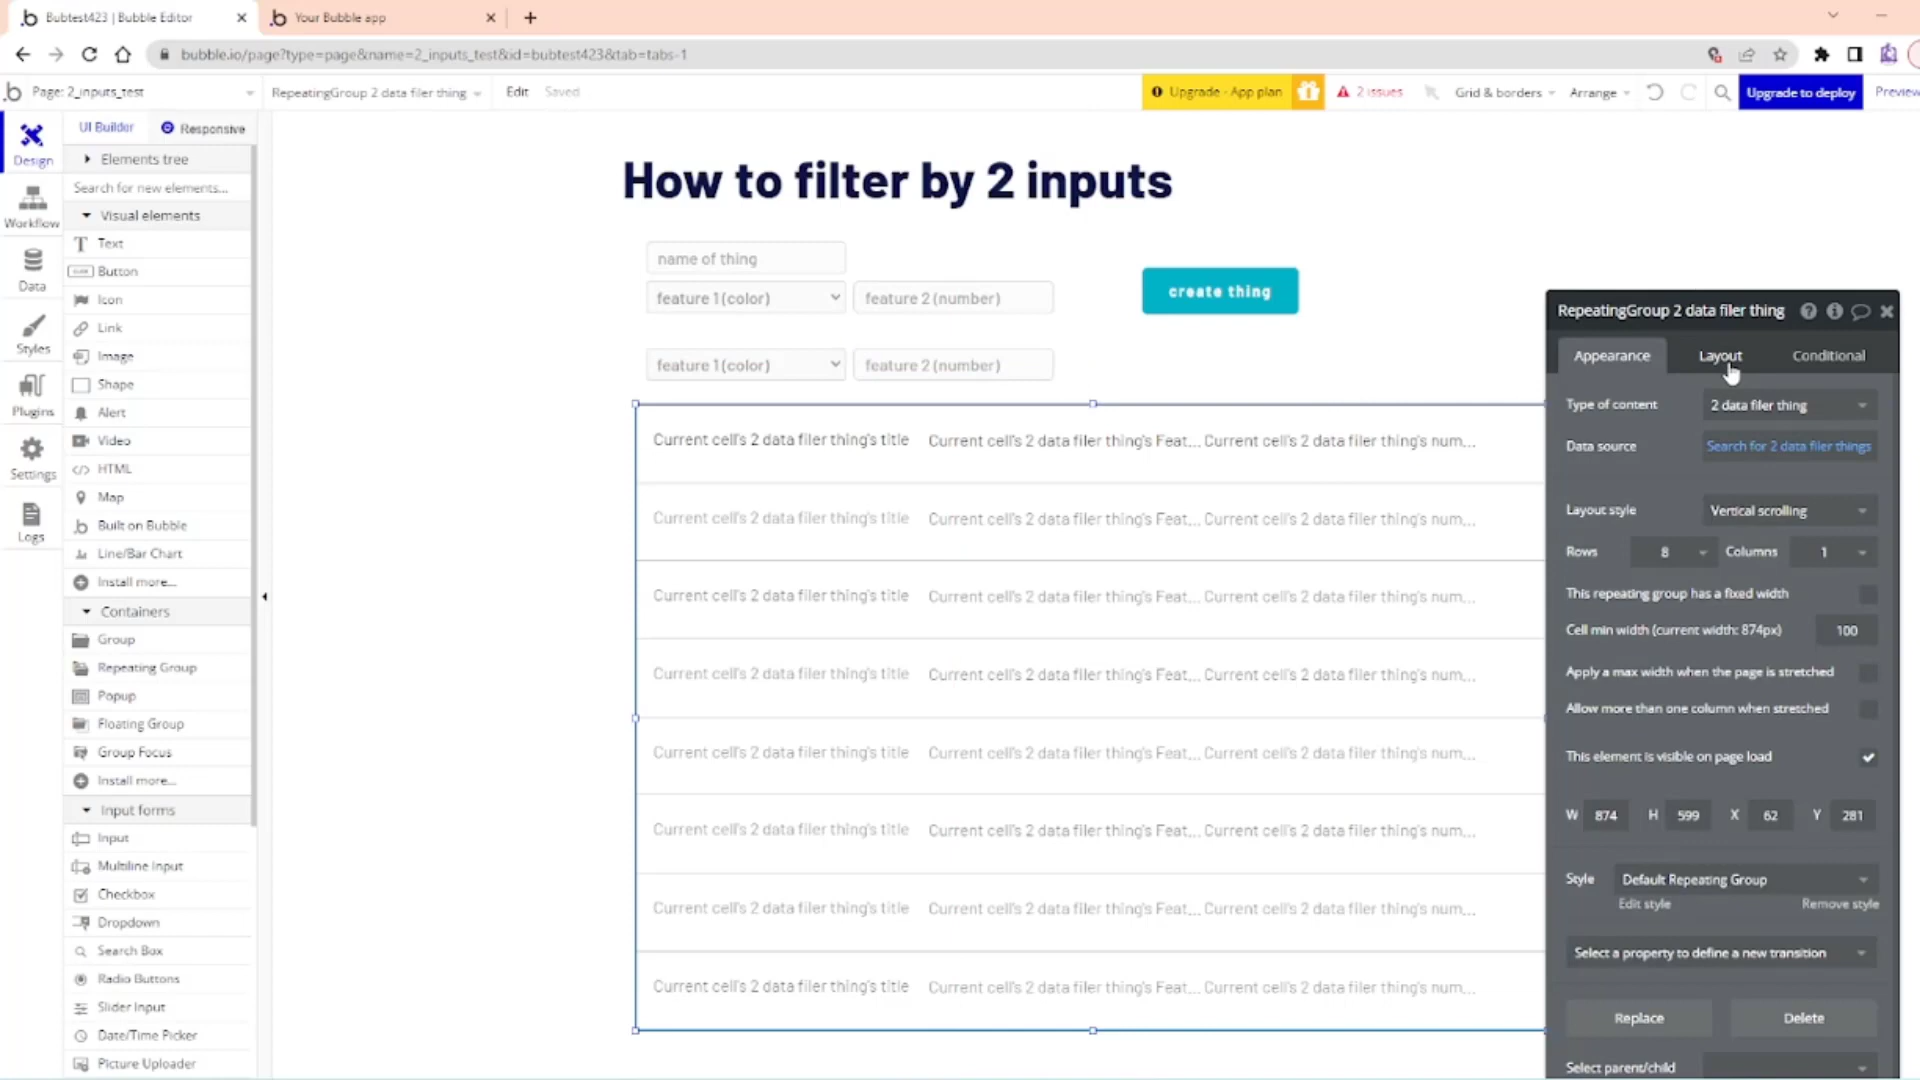 Bubtest423 | Bubble Editor
Your Bubble app
bubble.io/page?type=page&name=2_inputs_test&id=bubtest423&tab=tabs-1
Page: 2_inputs_test
RepeatingGroup 2 data filer thing
Edit
Saved
Upgrade - App plan
2 issues
Grid & borders
Arrange
Upgrade to deploy
Preview
Design
Workflow
Data
Styles
Plugins
Settings
Logs
UI Builder
Responsive
Elements tree
Search for new elements...
Visual elements
Text
Button
Icon
Link
Image
Shape
Alert
Video
HTML
Map
Built on Bubble
Line/Bar Chart
Install more...
Containers
Group
Repeating Group
Popup
Floating Group
Group Focus
Install more...
Input forms
Input
Multiline Input
Checkbox
Dropdown
Search Box
Radio Buttons
Slider Input
Date/Time Picker
Picture Uploader
How to filter by 2 inputs
name of thing
feature 1 (color)
feature 2 (number)
create thing
feature 1 (color)
feature 2 (number)
Current cell's 2 data filer thing's title Current cell's 2 data filer thing's Feat... Current cell's 2 data filer thing's num...
Current cell's 2 data filer thing's title Current cell's 2 data filer thing's Feat... Current cell's 2 data filer thing's num...
Current cell's 2 data filer thing's title Current cell's 2 data filer thing's Feat... Current cell's 2 data filer thing's num...
Current cell's 2 data filer thing's title Current cell's 2 data filer thing's Feat... Current cell's 2 data filer thing's num...
Current cell's 2 data filer thing's title Current cell's 2 data filer thing's Feat... Current cell's 2 data filer thing's num...
Current cell's 2 data filer thing's title Current cell's 2 data filer thing's Feat... Current cell's 2 data filer thing's num...
Current cell's 2 data filer thing's title Current cell's 2 data filer thing's Feat... Current cell's 2 data filer thing's num...
Current cell's 2 data filer thing's title Current cell's 2 data filer thing's Feat... Current cell's 2 data filer thing's num...
RepeatingGroup 2 data filer thing
Appearance
Layout
Conditional
Type of content
2 data filer thing
Data source
Search for 2 data filer things
Layout style
Vertical scrolling
Rows 8 Columns 1
This repeating group has a fixed width
Cell min width (current width: 874px) 100
Apply a max width when the page is stretched
Allow more than one column when stretched
This element is visible on page load
W 874 H 599 X 62 Y 281
Style
Default Repeating Group
Edit style
Remove style
Select a property to define a new transition
Replace
Delete
Select parent/child